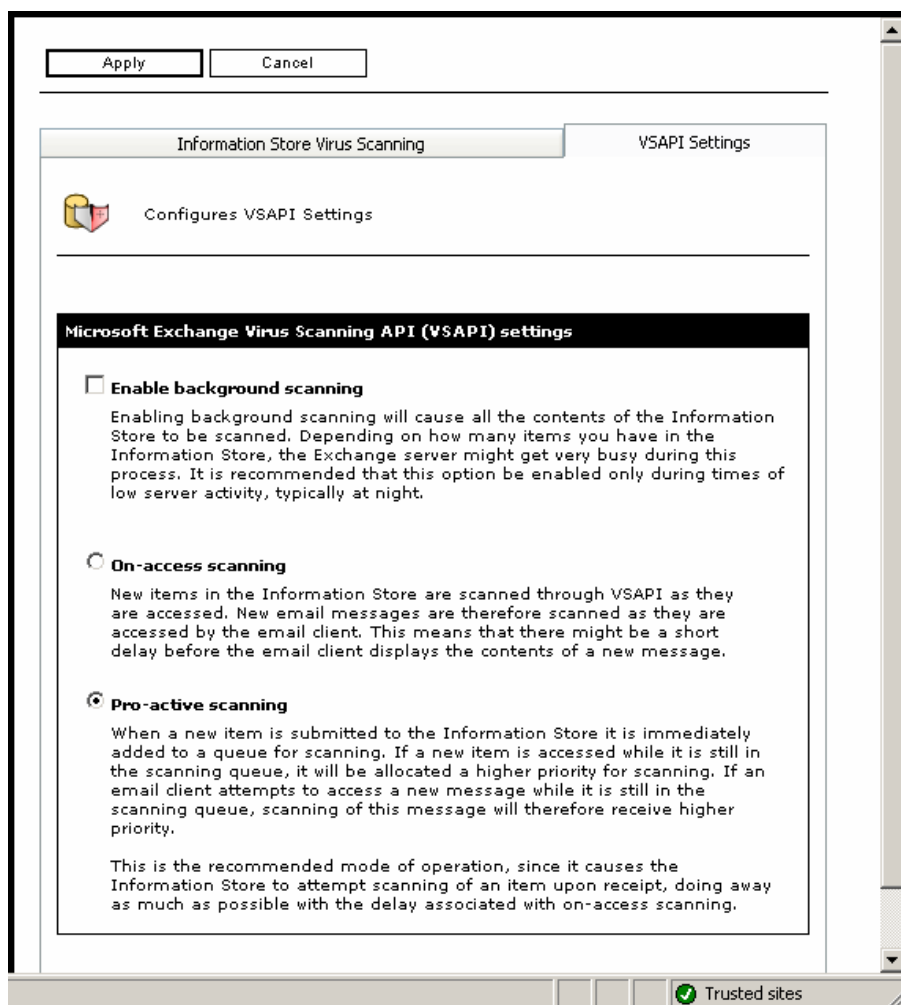 Apply
Cancel
Information Store Virus Scanning
VSAPI Settings
Configures VSAPI Settings
Microsoft Exchange Virus Scanning API (VSAPI) settings
Enable background scanning
Enabling background scanning will cause all the contents of the Information
Store to be scanned. Depending on how many items you have in the
Information Store, the Exchange server might get very busy during this
process. It is recommended that this option be enabled only during times of
low server activity, typically at night.
On-access scanning
New items in the Information Store are scanned through VSAPI as they
are accessed. New email messages are therefore scanned as they are
accessed by the email client. This means that there might be a short
delay before the email client displays the contents of a new message.
Pro-active scanning
When a new item is submitted to the Information Store it is immediately
added to a queue for scanning. If a new item is accessed while it is still in
the scanning queue, it will be allocated a higher priority for scanning. If an
email client attempts to access a new message while it is still in the
scanning queue, scanning of this message will therefore receive higher
priority.
This is the recommended mode of operation, since it causes the
Information Store to attempt scanning of an item upon receipt, doing away
as much as possible with the delay associated with on-access scanning.
Trusted sites